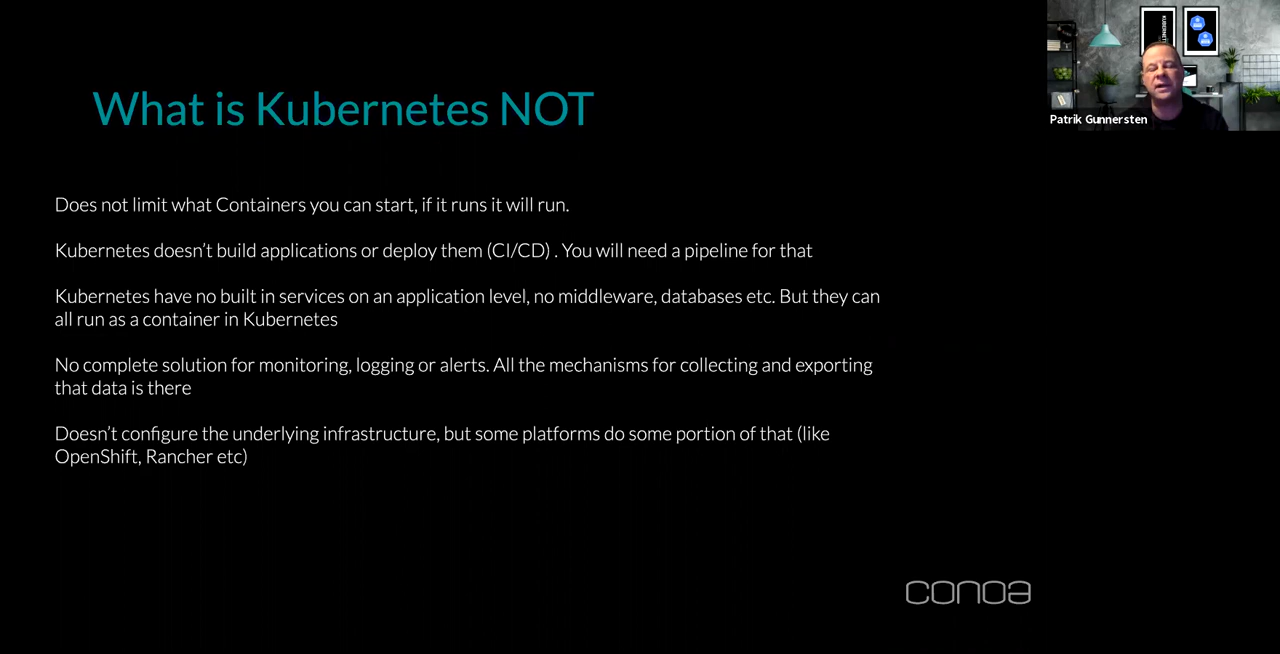 What is Kubernetes NOT
KUBERNETES
Patrik Gunnersten
Does not limit what Containers you can start, if it runs it will run.
Kubernetes doesn’t build applications or deploy them (CI/CD) . You will need a pipeline for that
Kubernetes have no built in services on an application level, no middleware, databases etc. But they can
all run as a container in Kubernetes
No complete solution for monitoring, logging or alerts. All the mechanisms for collecting and exporting
that data is there
Doesn’t configure the underlying infrastructure, but some platforms do some portion of that (like
OpenShift, Rancher etc)
conoa